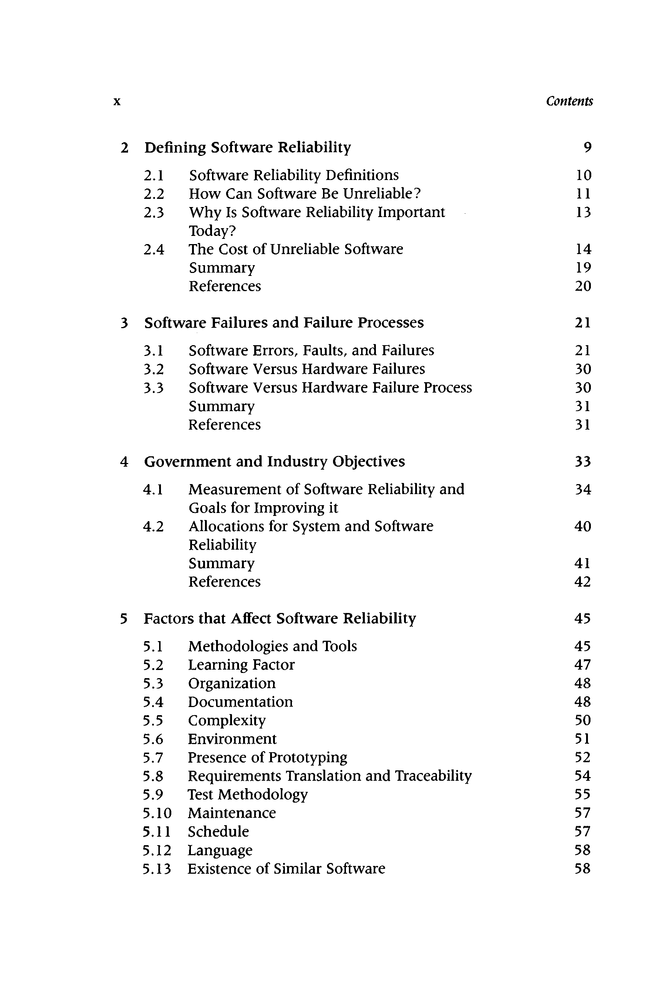 x Contents
2 Defining Software Reliability 9
2.1 Software Reliability Definitions 10
2.2 How Can Software Be Unreliable? 11
2.3 Why Is Software Reliability Important 13
Today?
2.4 The Cost of Unreliable Software 14
Summary 19
References 20
3 Software Failures and Failure Processes 21
3.1 Software Errors, Faults, and Failures 21
3.2 Software Versus Hardware Failures 30
3.3 Software Versus Hardware Failure Process 30
Summary 31
References 31
4 Government and Industry Objectives 33
4.1 Measurement of Software Reliability and 34
Goals for Improving it
4.2 Allocations for System and Software 40
Reliability
Summary 41
References 42
5 Factors that Affect Software Reliability 45
5.1 Methodologies and Tools 45
5.2 Learning Factor 47
5.3 Organization 48
5.4 Documentation 48
5.5 Complexity 50
5.6 Environment 51
5.7 Presence of Prototyping 52
5.8 Requirements Translation and Traceability 54
5.9 Test Methodology 55
5.10 Maintenance 57
5.11 Schedule 57
5.12 Language 58
5.13 Existence of Similar Software 58